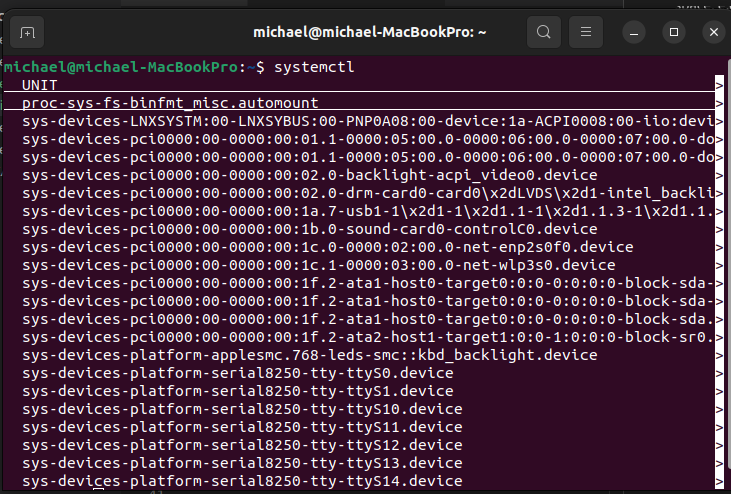 michael@michael-MacBookPro: ~
michael@michael-MacBookPro:~$ systemctl
UNIT >
proc-sys-fs-binfmt_misc.automount >
sys-devices-LNXSYSTM:00-LNXSYBUS:00-PNP0A08:00-device:1a-ACPI0008:00-iio:devi>
sys-devices-pci0000:00-0000:00:01.1-0000:05:00.0-0000:06:00.0-0000:07:00.0-do>
sys-devices-pci0000:00-0000:00:01.1-0000:05:00.0-0000:06:00.0-0000:07:00.0-do>
sys-devices-pci0000:00-0000:00:02.0-backlight-acpi_video0.device >
sys-devices-pci0000:00-0000:00:02.0-drm-card0-card0\x2dLVDS\x2d1-intel_backli>
sys-devices-pci0000:00-0000:00:1a.7-usb1-1\x2d1-1\x2d1.1-1\x2d1.1.3-1\x2d1.1.>
sys-devices-pci0000:00-0000:00:1b.0-sound-card0-controlC0.device >
sys-devices-pci0000:00-0000:00:1c.0-0000:02:00.0-net-enp2s0f0.device >
sys-devices-pci0000:00-0000:00:1c.1-0000:03:00.0-net-wlp3s0.device >
sys-devices-pci0000:00-0000:00:1f.2-ata1-host0-target0:0:0-0:0:0:0-block-sda->
sys-devices-pci0000:00-0000:00:1f.2-ata1-host0-target0:0:0-0:0:0:0-block-sda->
sys-devices-pci0000:00-0000:00:1f.2-ata1-host0-target0:0:0-0:0:0:0-block-sda.>
sys-devices-pci0000:00-0000:00:1f.2-ata2-host1-target1:0:0-1:0:0:0-block-sr0.>
sys-devices-platform-applesmc.768-leds-smc::kbd_backlight.device >
sys-devices-platform-serial8250-tty-ttyS0.device >
sys-devices-platform-serial8250-tty-ttyS1.device >
sys-devices-platform-serial8250-tty-ttyS10.device >
sys-devices-platform-serial8250-tty-ttyS11.device >
sys-devices-platform-serial8250-tty-ttyS12.device >
sys-devices-platform-serial8250-tty-ttyS13.device >
sys-devices-platform-serial8250-tty-ttyS14.device >